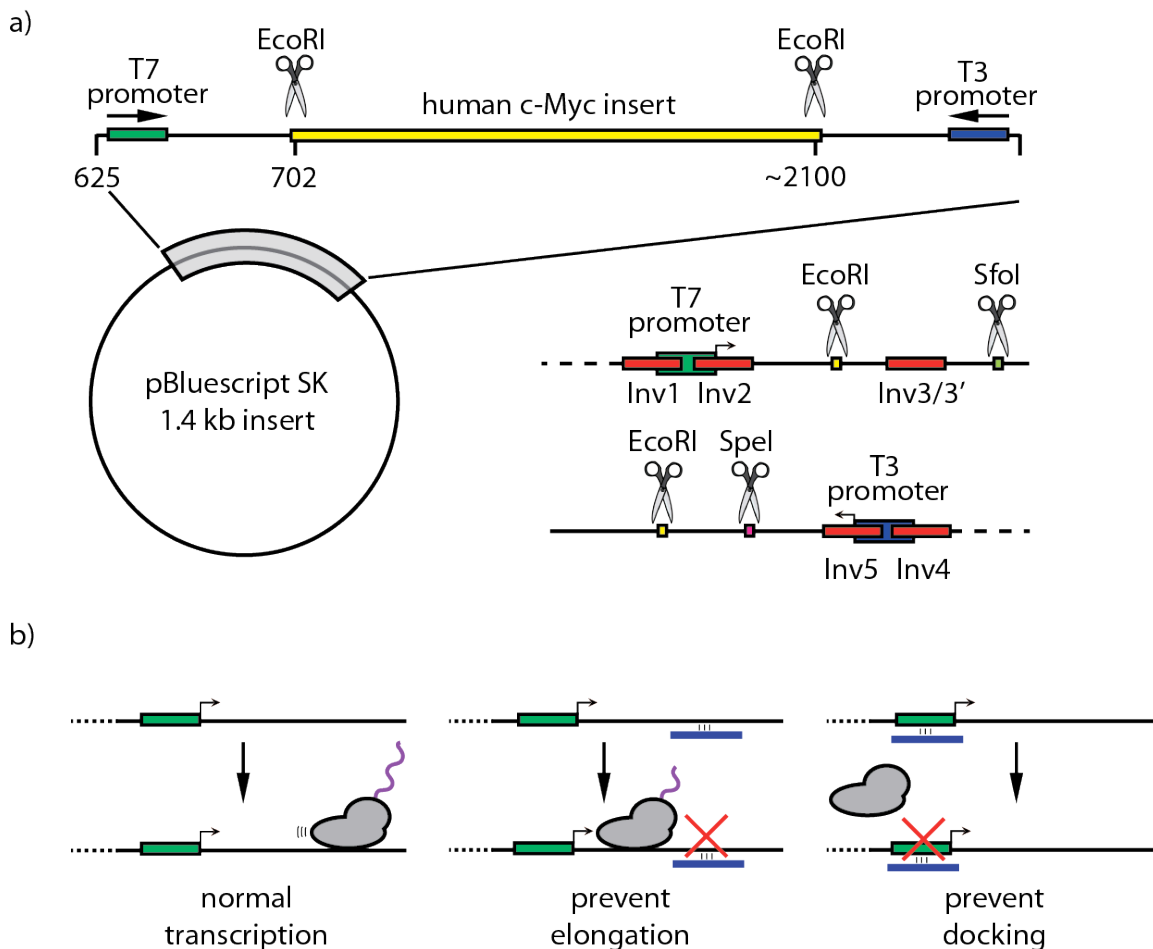 a)
EcoRI
EcoRI
T7
promoter
human c-Myc insert
T3
promoter
625
702
~2100
pBluescript SK
1.4 kb insert
T7
promoter
EcoRI
SfoI
Inv1
Inv2
Inv3/3’
EcoRI
SpeI
T3
promoter
Inv5
Inv4
b)
normal
transcription
prevent
elongation
prevent
docking